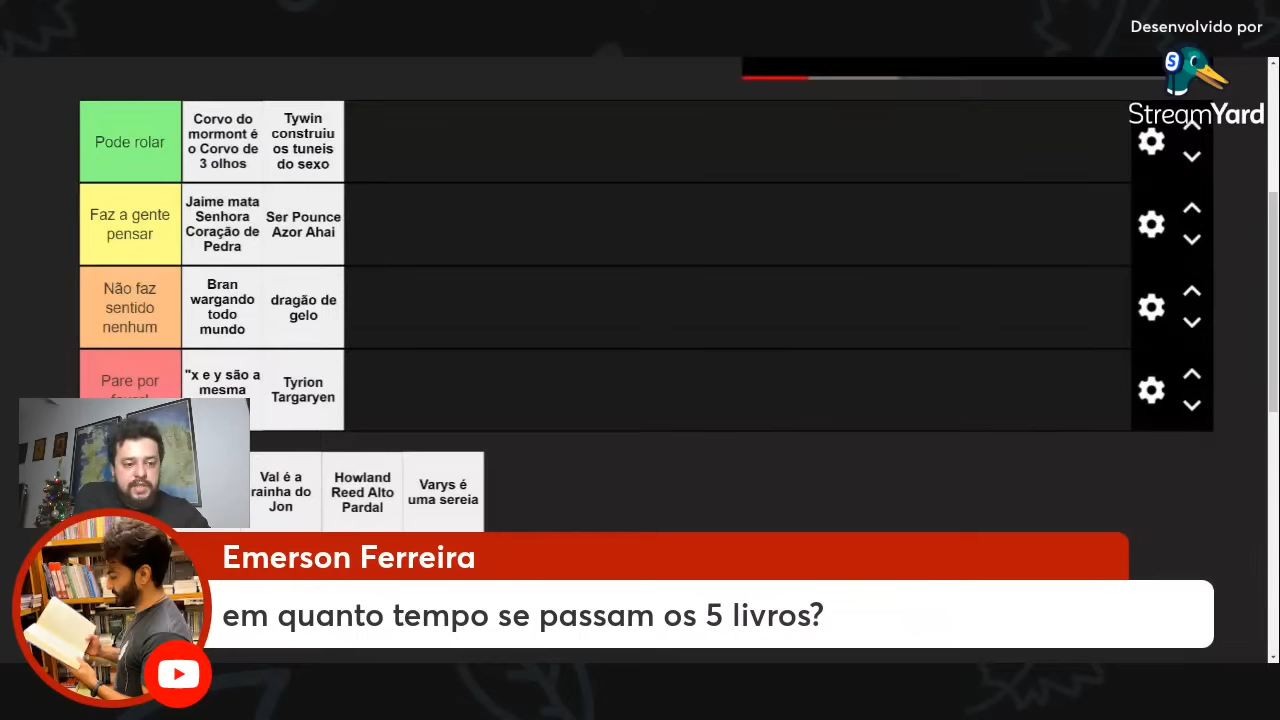 Desenvolvido por
S
StreamYard
Pode rolar
Corvo do
mormont é
o Corvo de
3 olhos
Tywin
construiu
os tuneis
do sexo
Faz a gente
pensar
Jaime mata
Senhora
Coração de
Pedra
Ser Pounce
Azor Ahai
Não faz
sentido
nenhum
Bran
wargando
todo
mundo
dragão de
gelo
Pare por
"x e y são a
mesma
Tyrion
Targaryen
Val é a
rainha do
Jon
Howland
Reed Alto
Pardal
Varys é
uma sereia
Emerson Ferreira
em quanto tempo se passam os 5 livros?